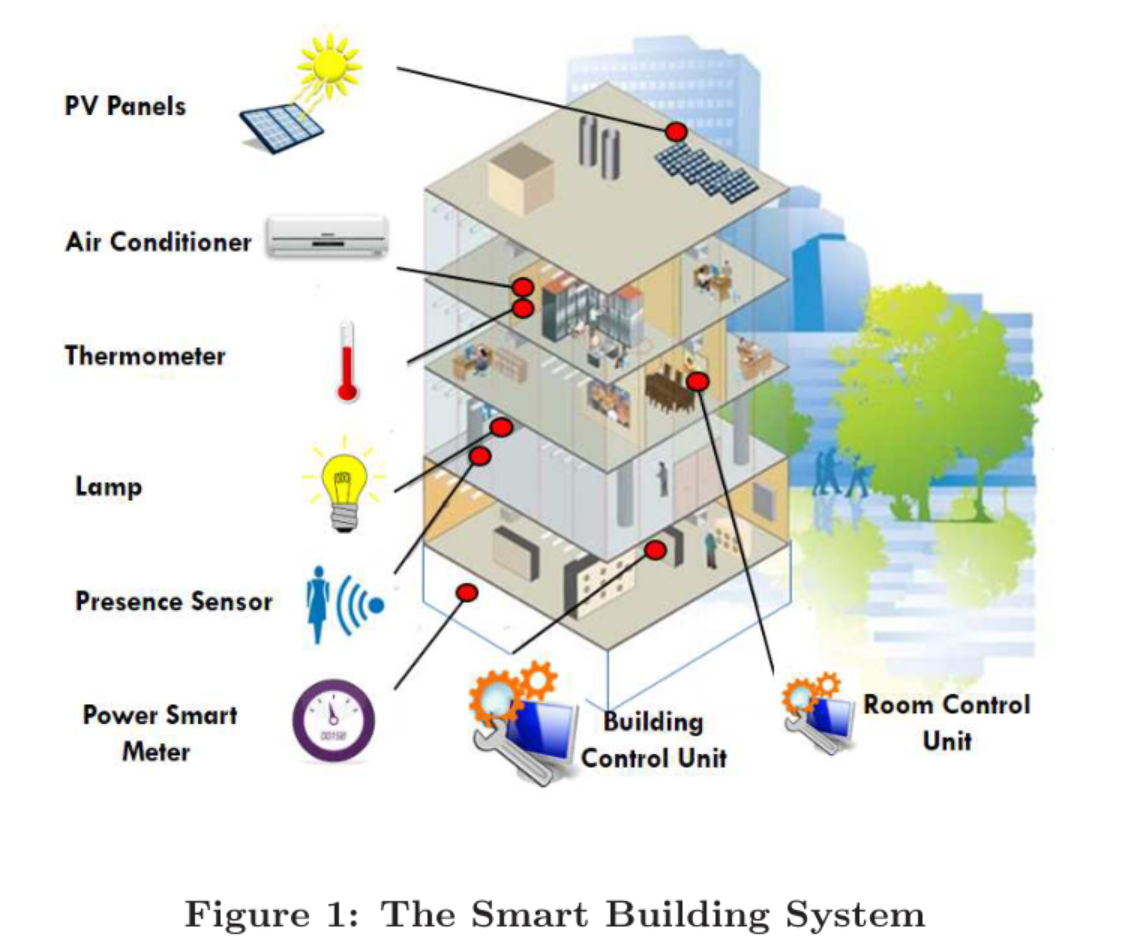 PV Panels
Air Conditioner
Thermometer
Lamp
Presence Sensor
Power Smart
Meter
Building
Control Unit
Room Control
Unit
Figure 1: The Smart Building System